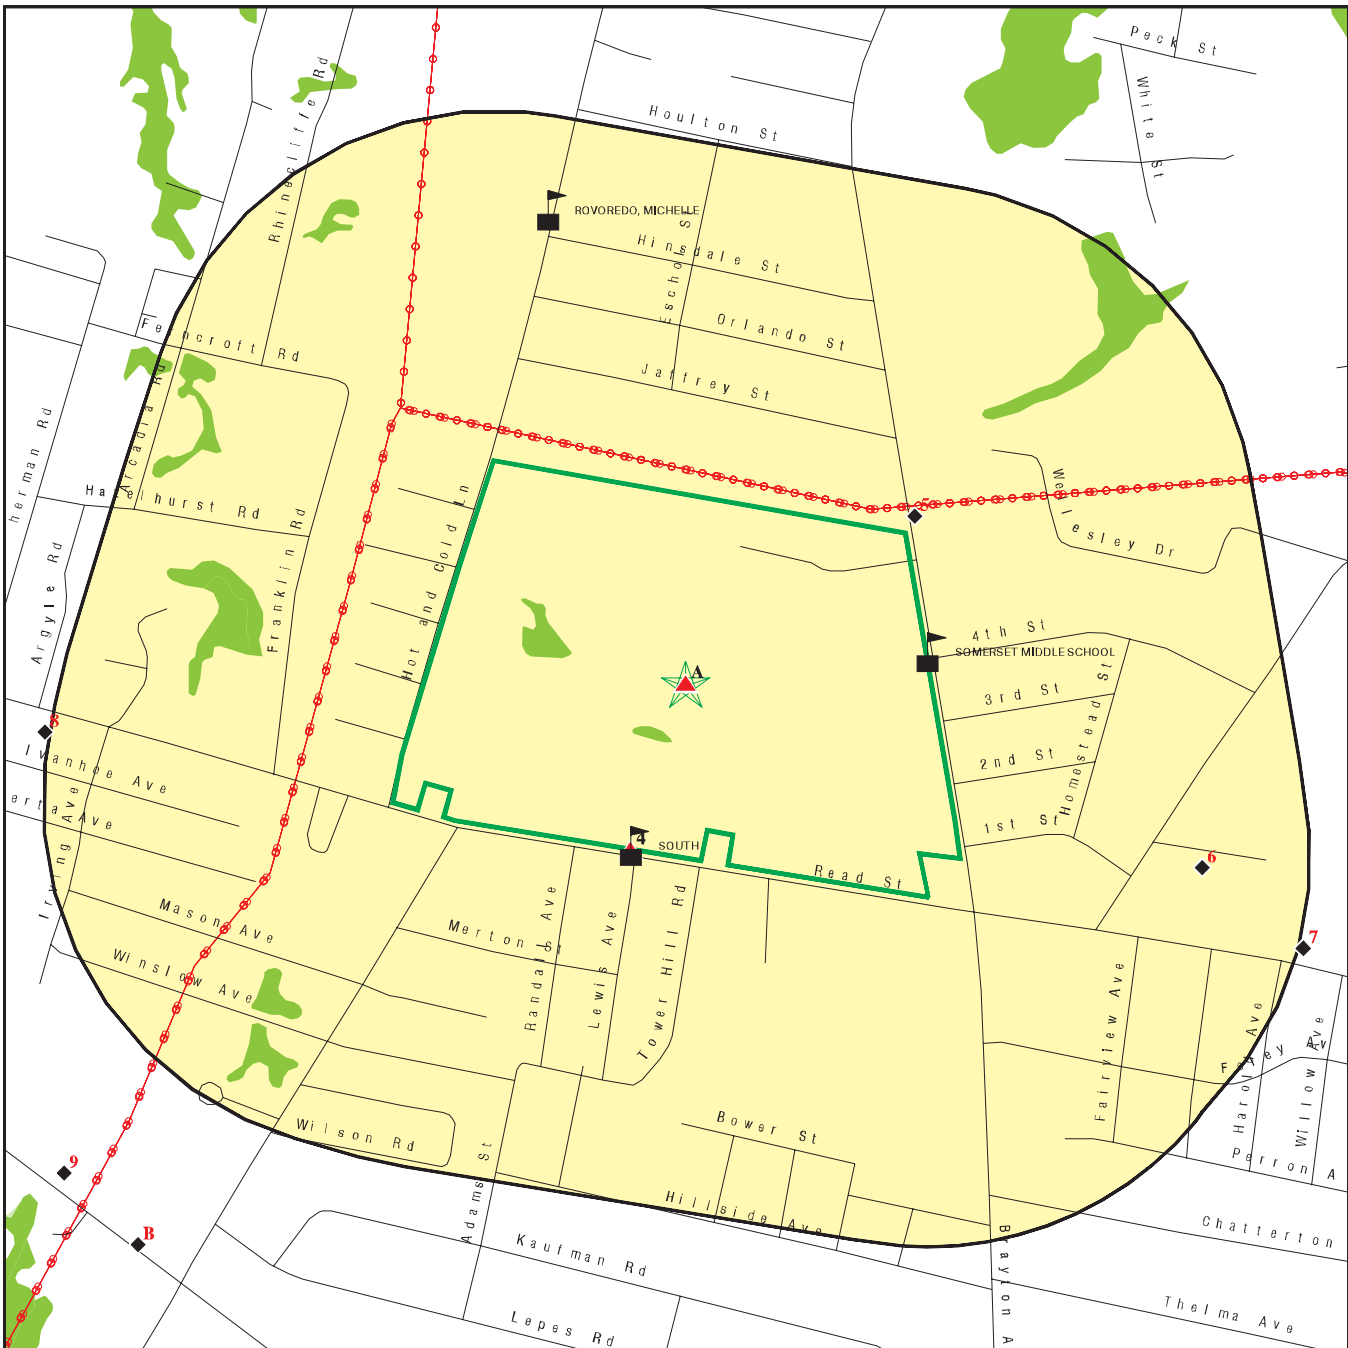 Peck St
White St
Rhinecliffe Rd
Houlton St
ROVOREDO, MICHELLE
Eschol St
Hinsdale St
Orlando St
Jaffrey St
Ferncroft Rd
Arcadia Rd
herman Rd
Hazelhurst Rd
Franklin Rd
Argyle Rd
Hot and Cold Ln
5
Wellesley Dr
4th St
SOMERSET MIDDLE SCHOOL
3rd St
Homestead St
2nd St
1st St
A
8
Ivanhoe Ave
erta Ave
Irving Ave
4
SOUTH
Read St
6
7
Mason Ave
Winslow Ave
Merton St
Randall Ave
Lewis Ave
Tower Hill Rd
Fairview Ave
Harold Ave
Willow Ave
Foley Av
Perron A
Wilson Rd
Bower St
Adams St
Hillside Ave
9
B
Kaufman Rd
Lepes Rd
Brayton A
Chatterton
Thelma Ave